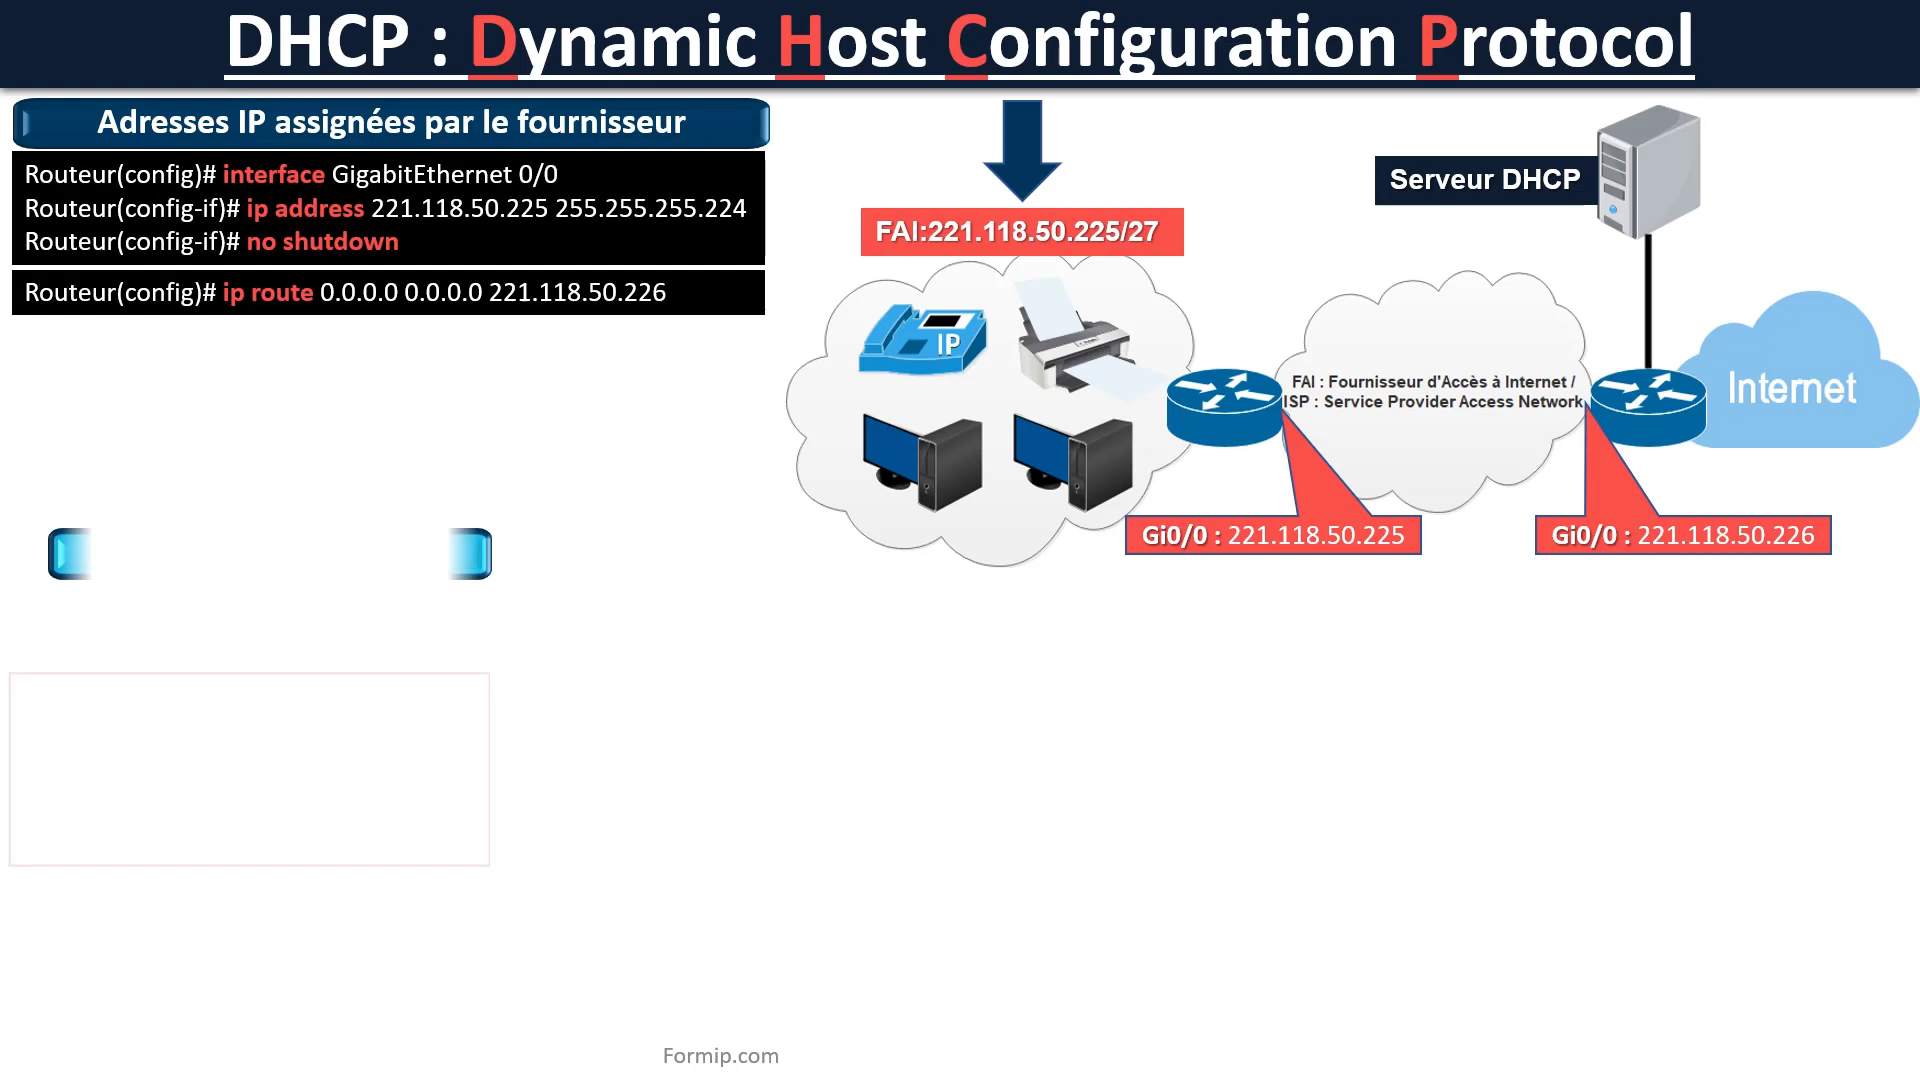 DHCP : Dynamic Host Configuration Protocol
Adresses IP assignées par le fournisseur
Routeur(config)# interface GigabitEthernet 0/0
Routeur(config-if)# ip address 221.118.50.225 255.255.255.224
Routeur(config-if)# no shutdown
Routeur(config)# ip route 0.0.0.0 0.0.0.0 221.118.50.226
Serveur DHCP
FAI:221.118.50.225/27
IP
FAI : Fournisseur d'Accès à Internet /
ISP : Service Provider Access Network
Internet
Gi0/0 : 221.118.50.225
Gi0/0 : 221.118.50.226
Formip.com